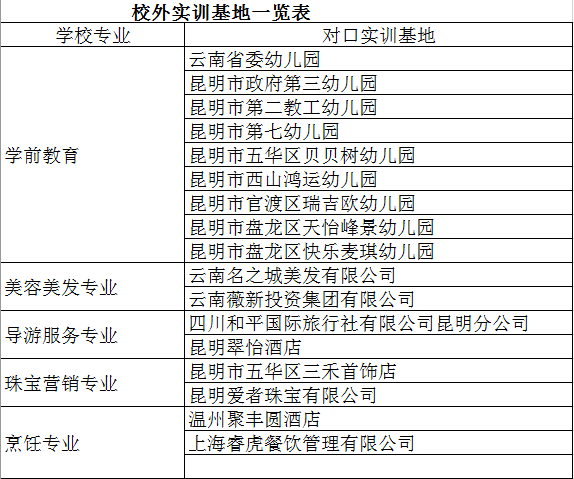 校外实训基地一览表
学校专业 对口实训基地
学前教育
云南省委幼儿园
昆明市政府第三幼儿园
昆明市第二教工幼儿园
昆明市第七幼儿园
昆明市五华区贝贝树幼儿园
昆明市西山鸿运幼儿园
昆明市官渡区瑞吉欧幼儿园
昆明市盘龙区天怡峰景幼儿园
昆明市盘龙区快乐麦琪幼儿园
美容美发专业
云南名之城美发有限公司
云南薇新投资集团有限公司
导游服务专业
四川和平国际旅行社有限公司昆明分公司
昆明翠怡酒店
珠宝营销专业
昆明市五华区三禾首饰店
昆明爱者珠宝有限公司
烹饪专业
温州聚丰圆酒店
上海睿虎餐饮管理有限公司